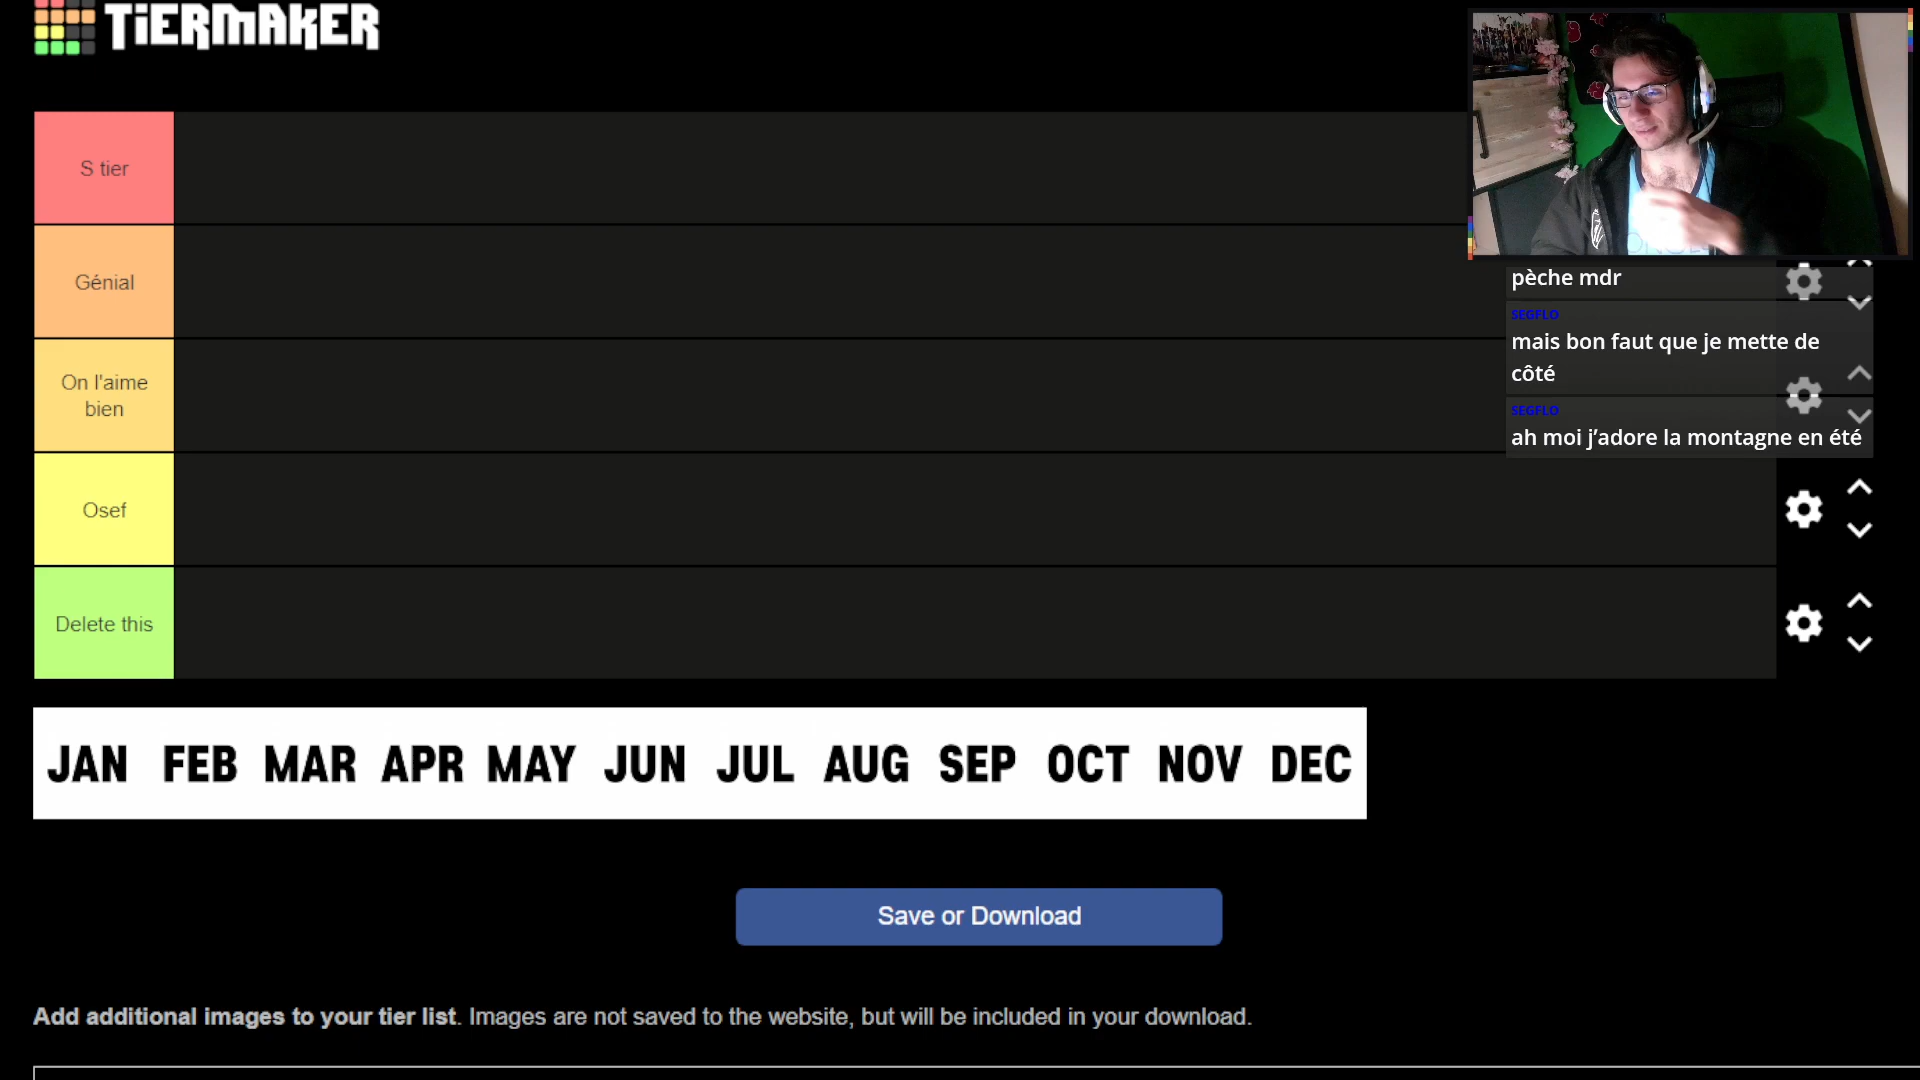 TiERMAKER
S tier
Génial
pèche mdr
SEGFLO
mais bon faut que je mette de
côté
On l'aime
bien
SEGFLO
ah moi j’adore la montagne en été
Osef
Delete this
JAN FEB MAR APR MAY JUN JUL AUG SEP OCT NOV DEC
Save or Download
Add additional images to your tier list. Images are not saved to the website, but will be included in your download.